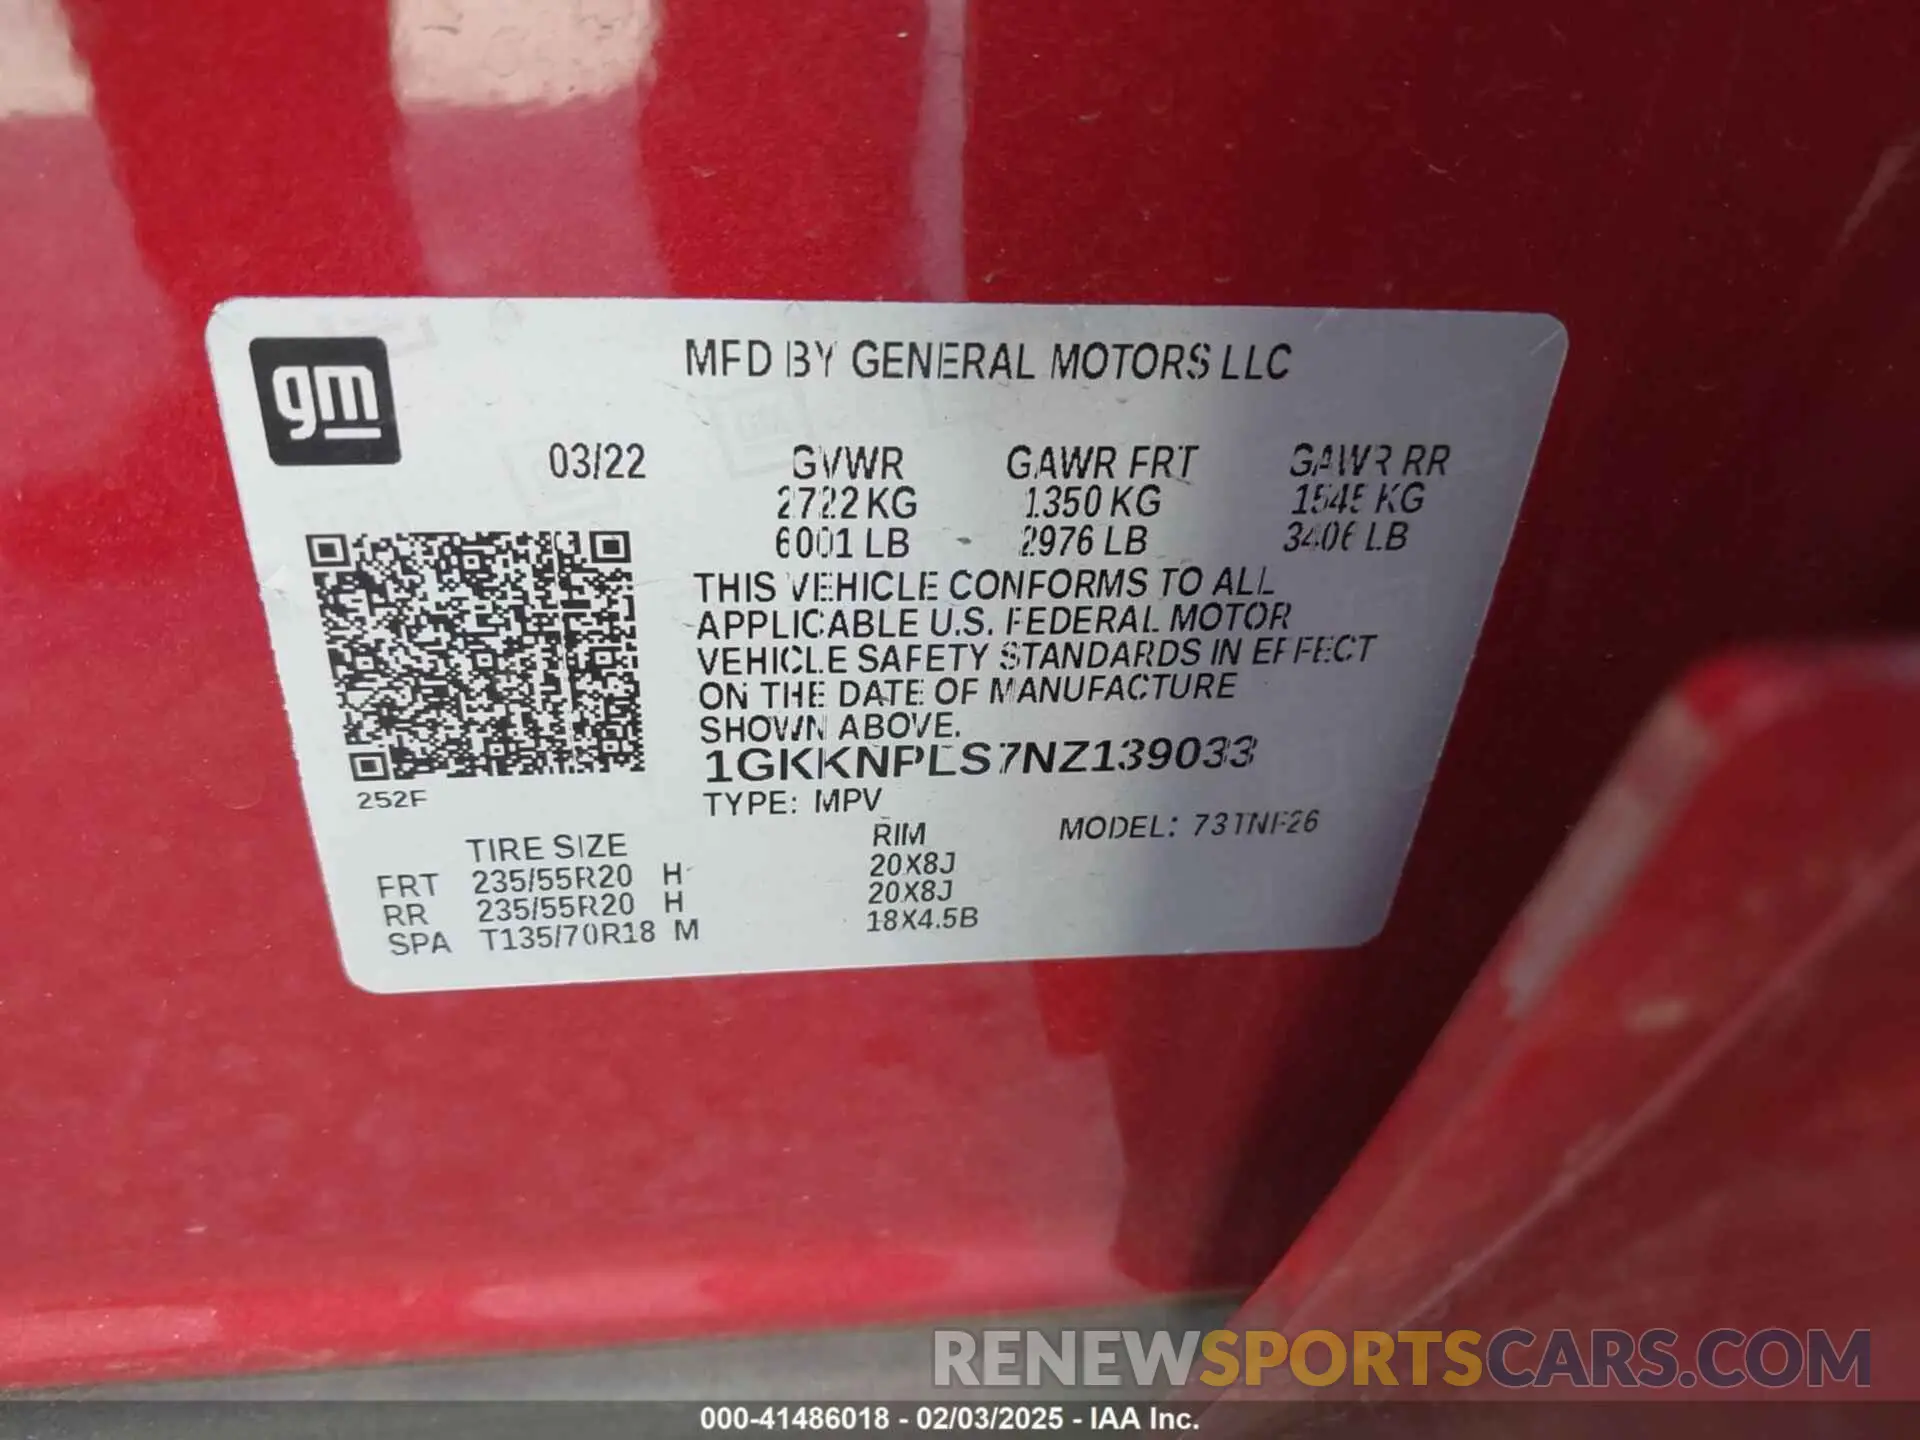 gm
MFD BY GENERAL MOTORS LLC
03/22 GVWR GAWR FRT GAWR RR
2722 KG 1350 KG 1545 KG
6001 LB 2976 LB 3406 LB
THIS VEHICLE CONFORMS TO ALL
APPLICABLE U.S. FEDERAL MOTOR
VEHICLE SAFETY STANDARDS IN EFFECT
ON THE DATE OF MANUFACTURE
SHOWN ABOVE.
1GKKNPLS7NZ139033
252F
TYPE: MPV
MODEL: 731NF26
TIRE SIZE RIM
FRT 235/55R20 H 20X8J
RR 235/55R20 H 20X8J
SPA T135/70R18 M 18X4.5B
RENEWSPORTSCARS.COM
000-41486018 - 02/03/2025 - IAA Inc.